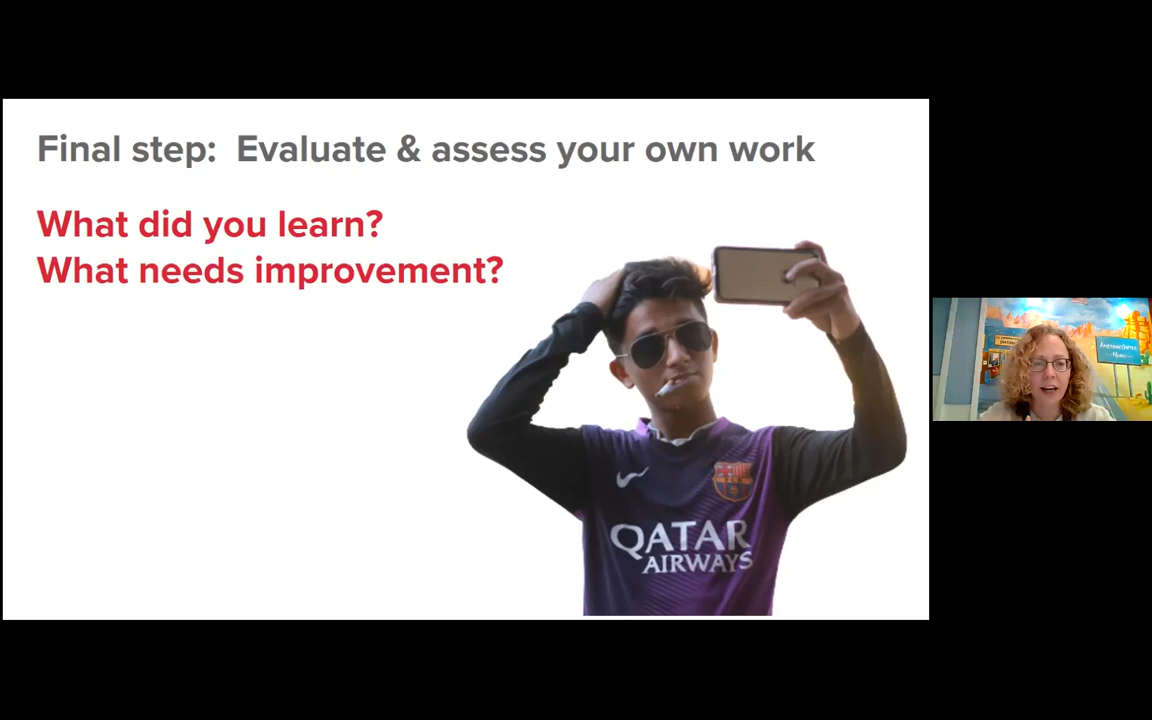 Final step:  Evaluate & assess your own work
What did you learn?
What needs improvement?
QATAR
AIRWAYS